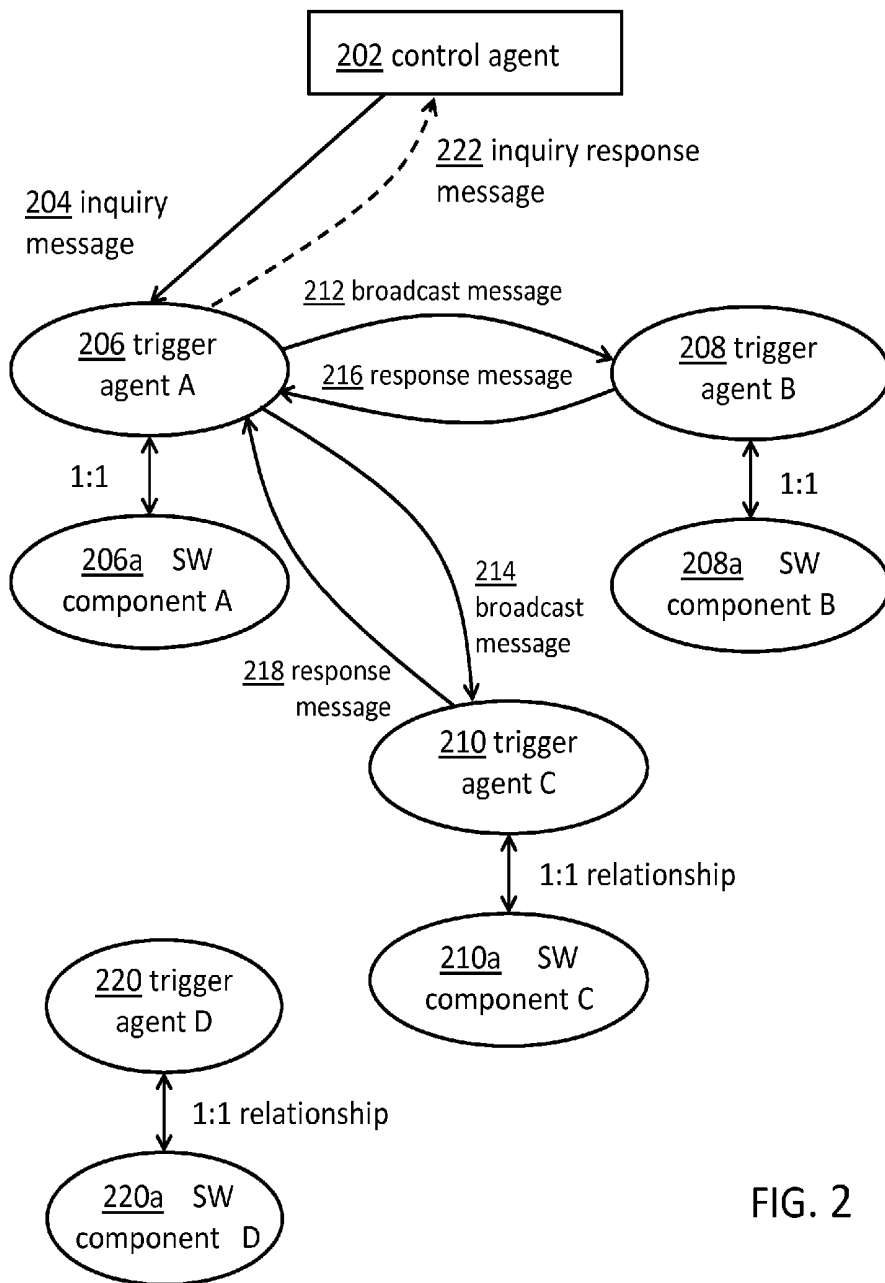 202 control agent
222 inquiry response
message
204 inquiry
message
212 broadcast message
206 trigger
agent A
216 response message
208 trigger
agent B
1:1
1:1
206a SW
component A
208a SW
component B
214
broadcast
message
218 response
message
210 trigger
agent C
1:1 relationship
210a SW
component C
220 trigger
agent D
1:1 relationship
220a SW
component D
FIG. 2